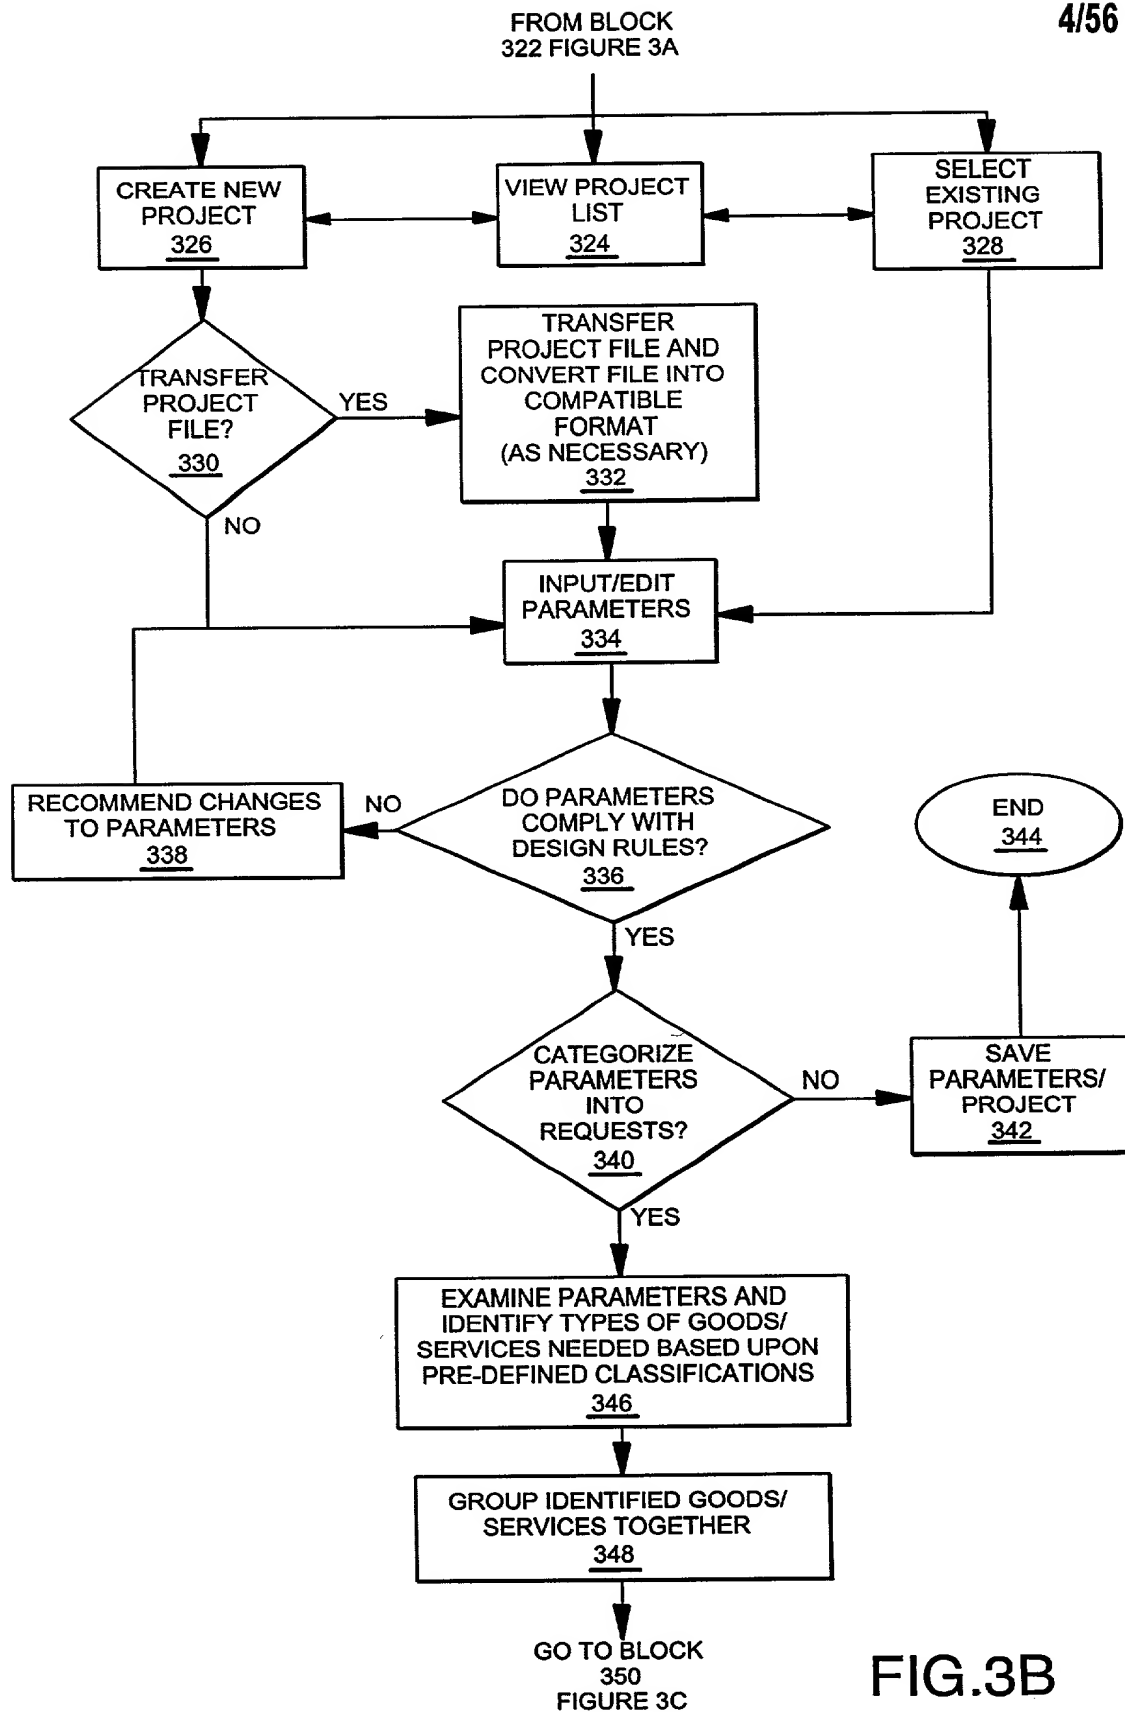 4/56
FROM BLOCK
322 FIGURE 3A
CREATE NEW
PROJECT
326
VIEW PROJECT
LIST
324
SELECT
EXISTING
PROJECT
328
TRANSFER
PROJECT
FILE?
330
YES
NO
TRANSFER
PROJECT FILE AND
CONVERT FILE INTO
COMPATIBLE
FORMAT
(AS NECESSARY)
332
INPUT/EDIT
PARAMETERS
334
RECOMMEND CHANGES
TO PARAMETERS
338
NO
DO PARAMETERS
COMPLY WITH
DESIGN RULES?
336
YES
END
344
CATEGORIZE
PARAMETERS
INTO
REQUESTS?
340
NO
SAVE
PARAMETERS/
PROJECT
342
YES
EXAMINE PARAMETERS AND
IDENTIFY TYPES OF GOODS/
SERVICES NEEDED BASED UPON
PRE-DEFINED CLASSIFICATIONS
346
GROUP IDENTIFIED GOODS/
SERVICES TOGETHER
348
GO TO BLOCK
350
FIGURE 3C
FIG.3B